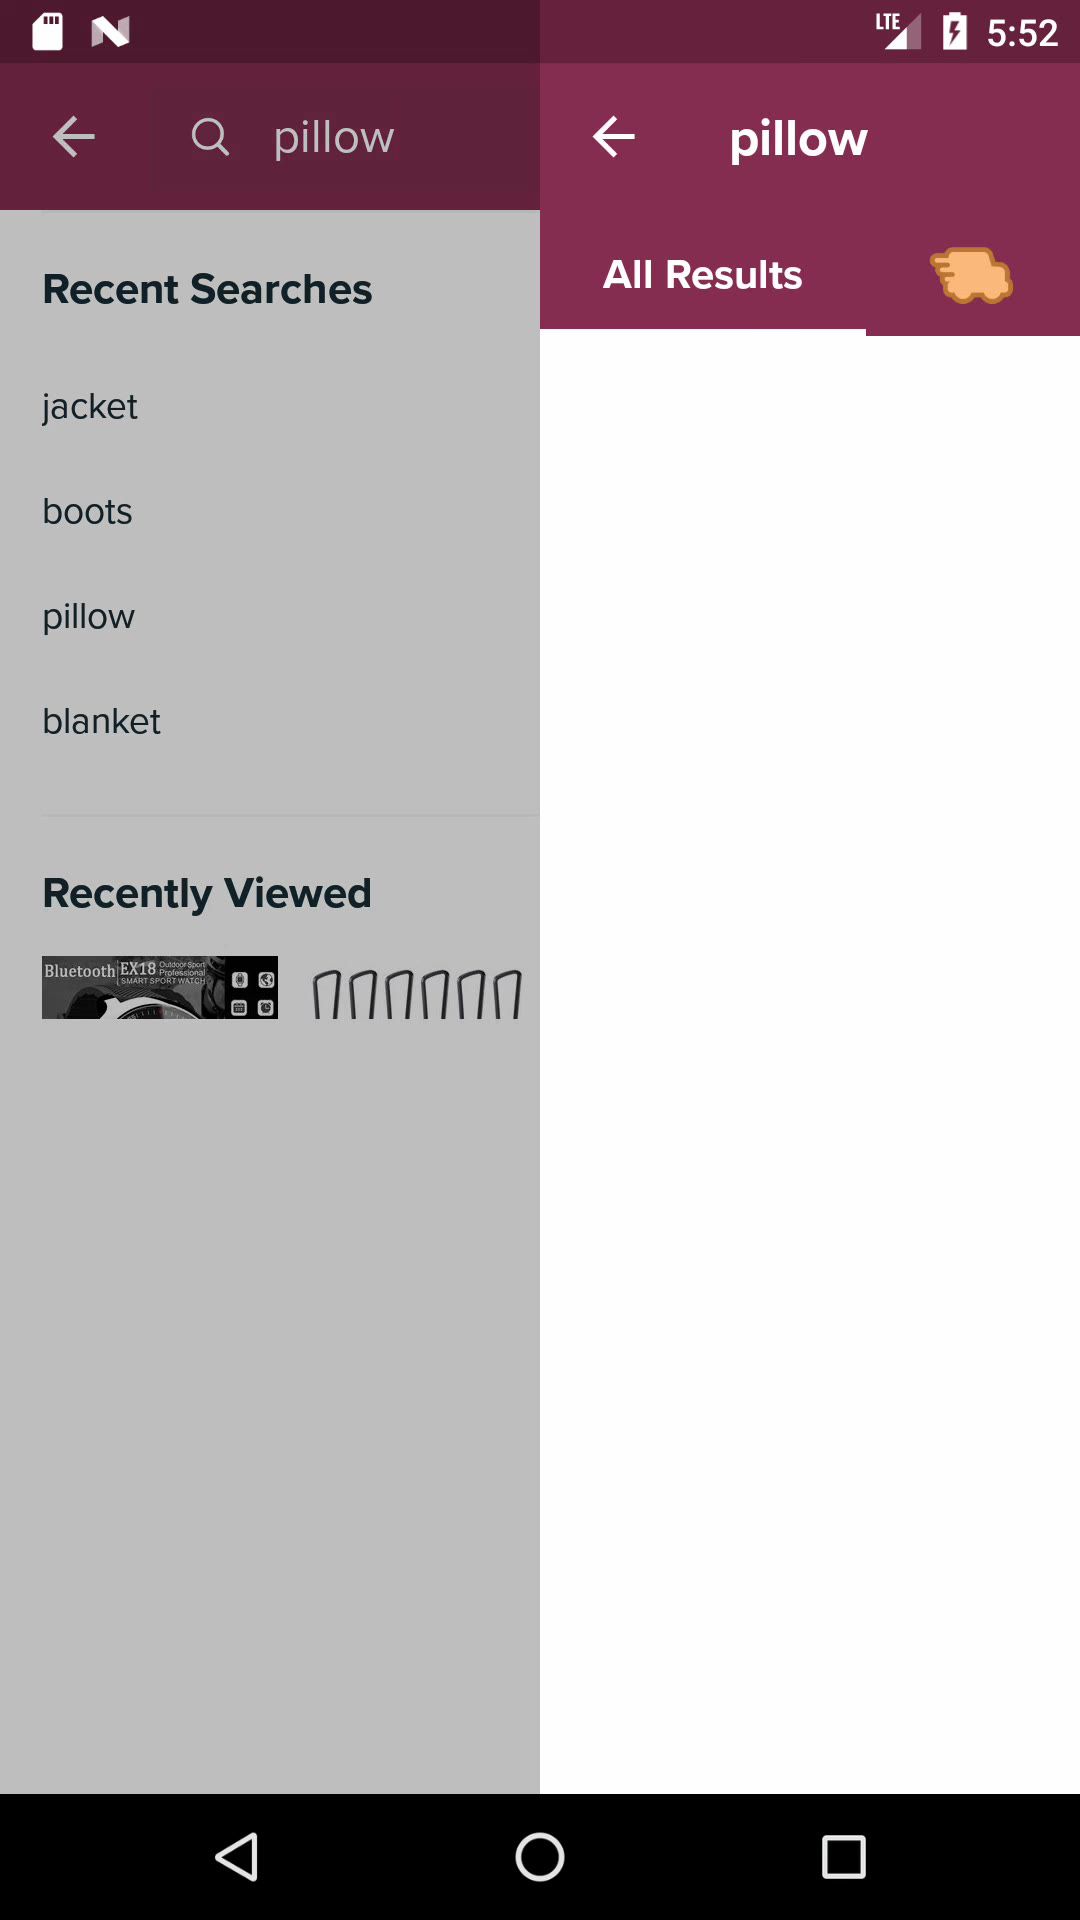 LTE 5:52
pillow
pillow
All Results
Recent Searches
jacket
boots
pillow
blanket
Recently Viewed
Bluetooth EX18 Outdoor Sport
Professional
SMART SPORT WATCH